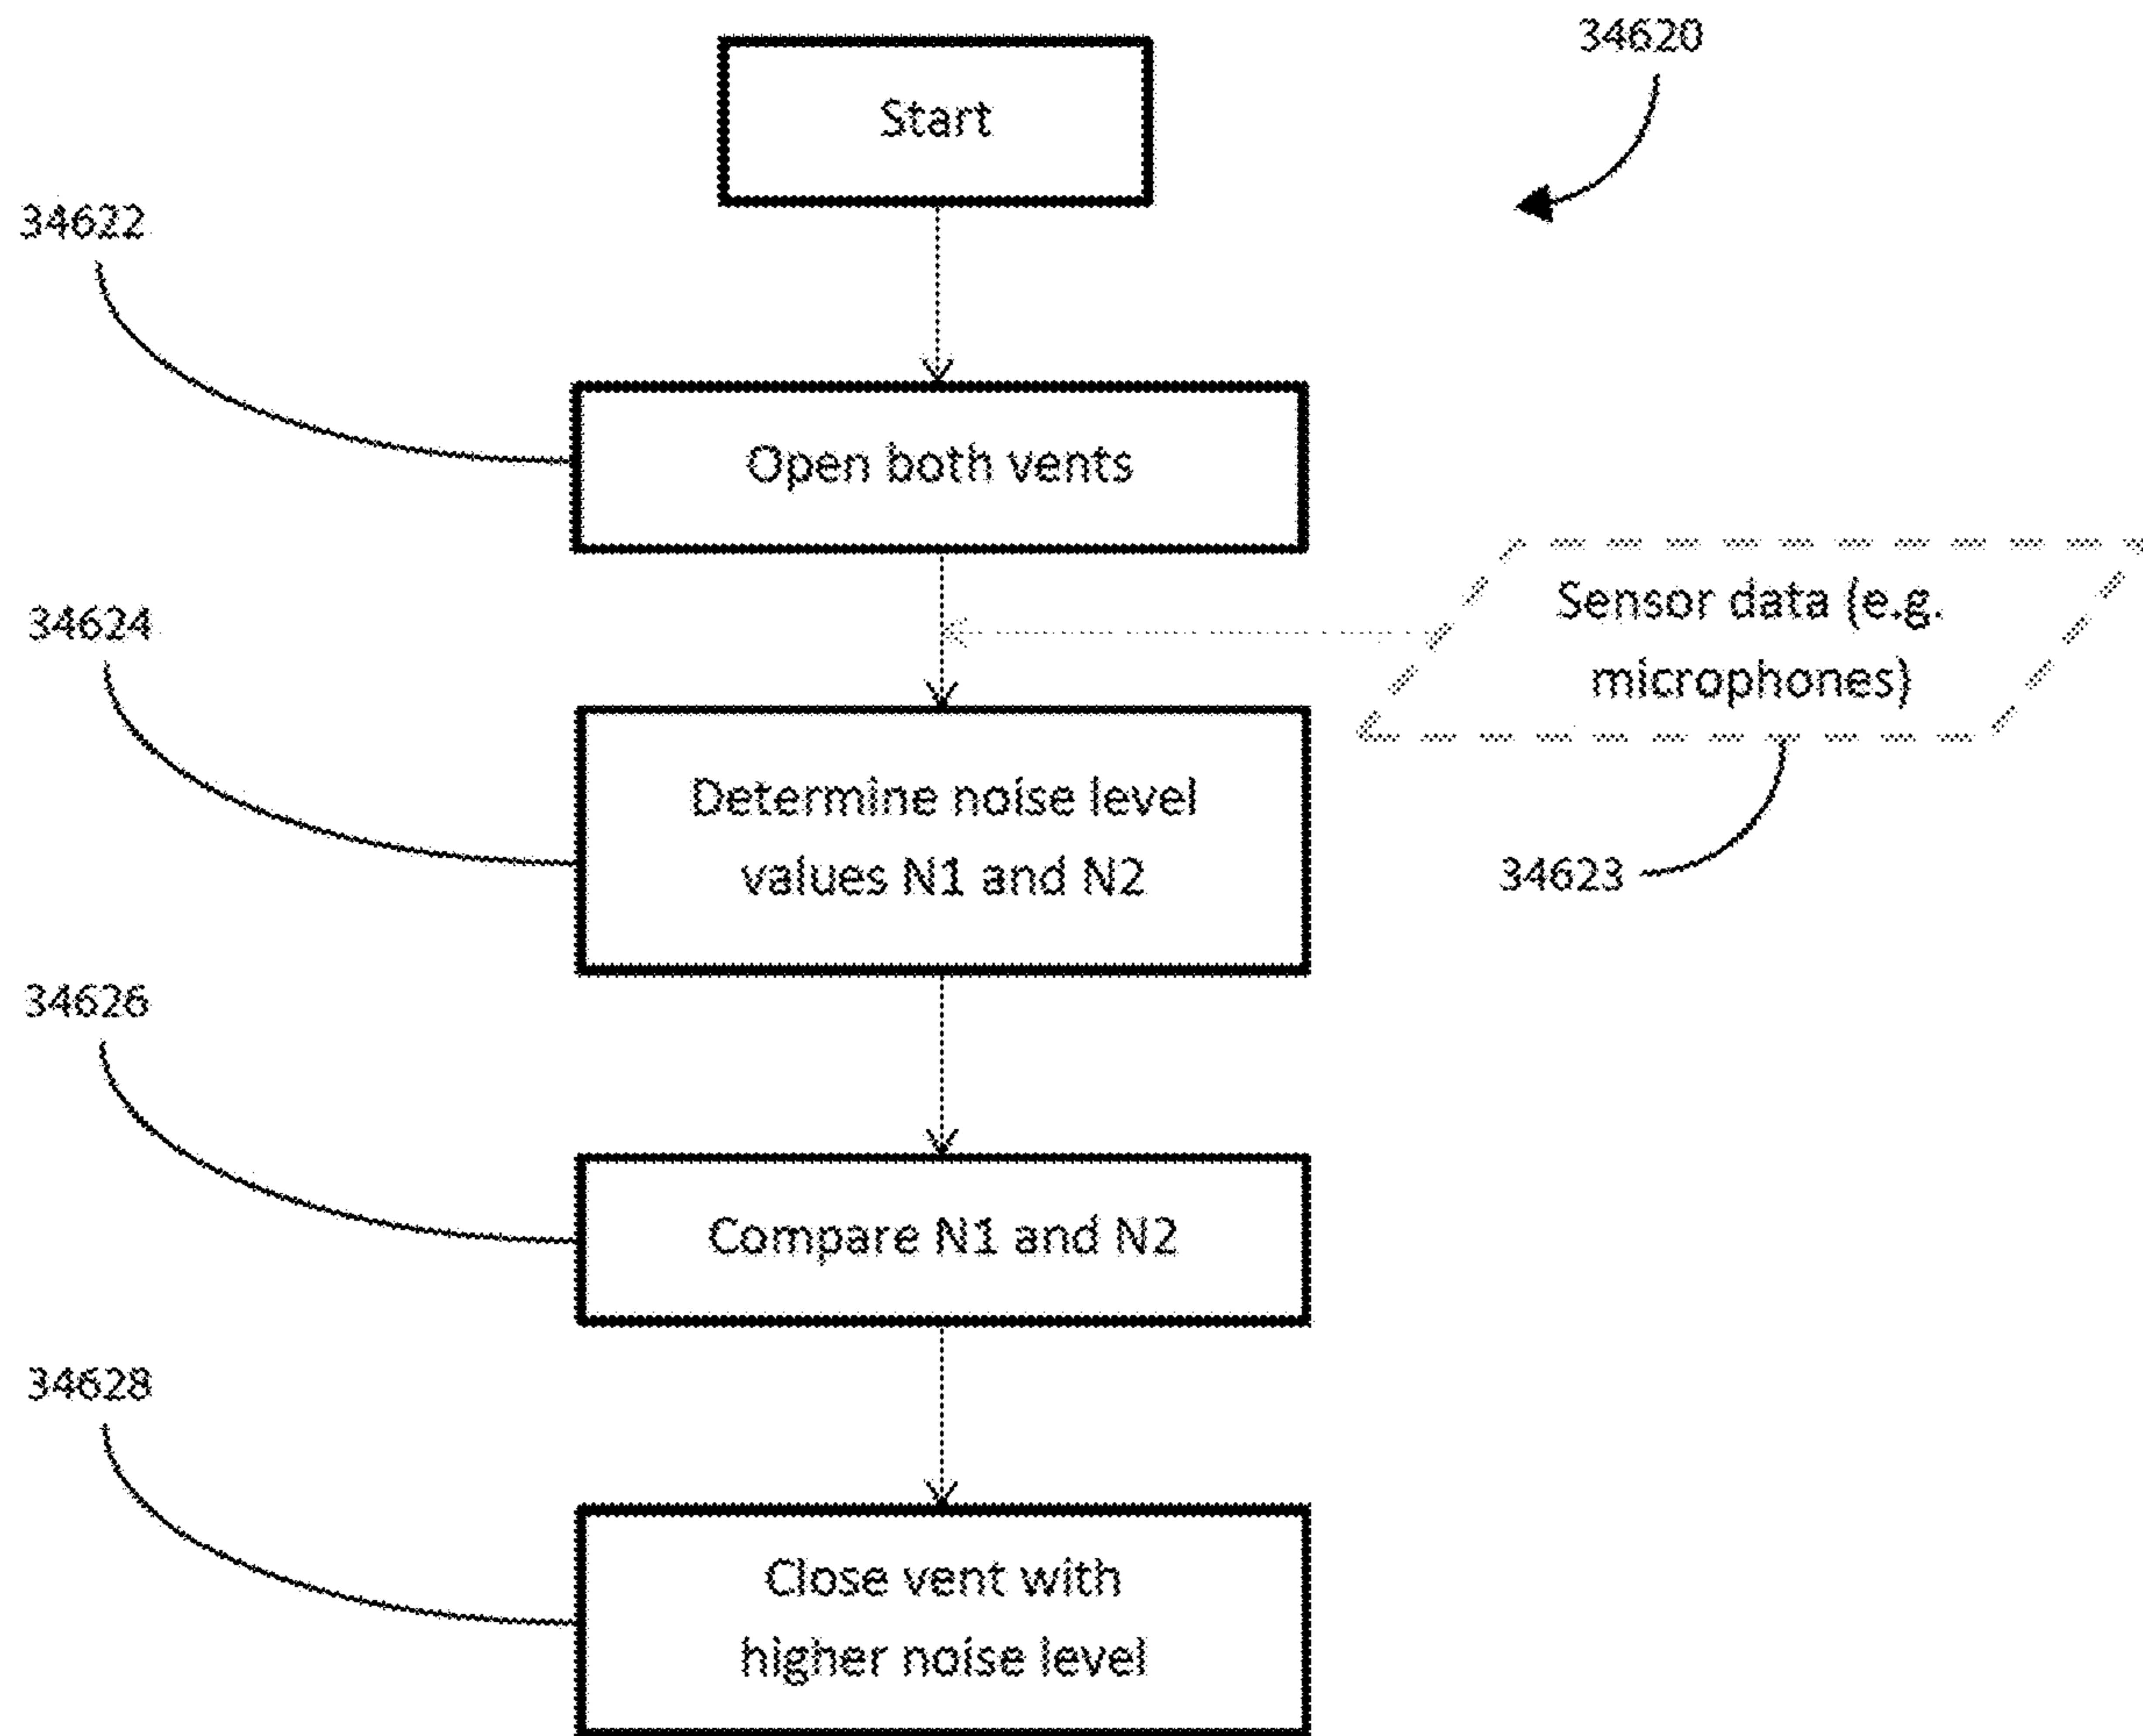 34620
Start
34622
Open both vents
Sensor data (e.g.
microphones)
34624
Determine noise level
values N1 and N2
34623
34626
Compare N1 and N2
34628
Close vent with
higher noise level